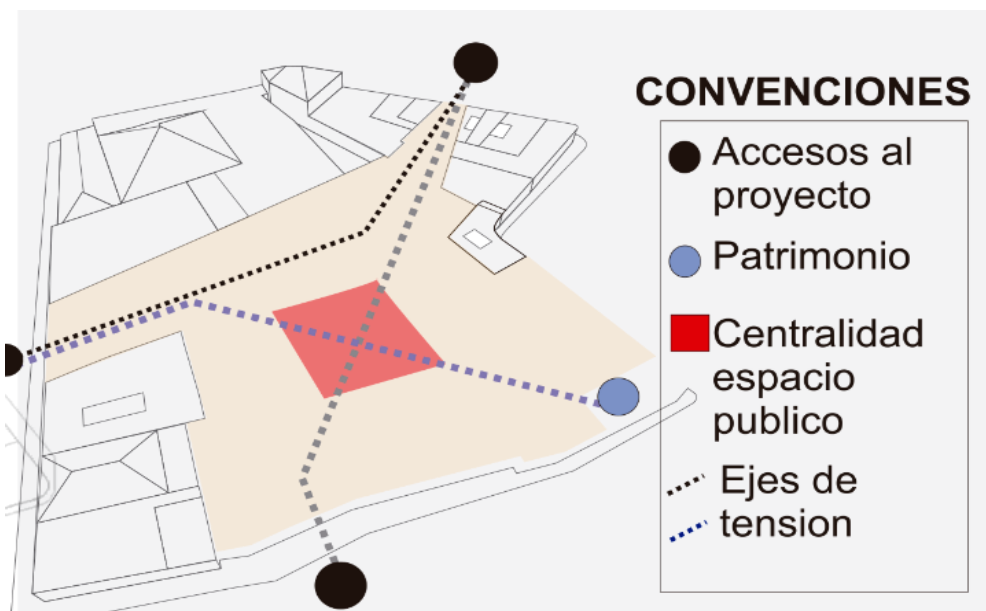 CONVENCIONES
Accesos al
proyecto
Patrimonio
Centralidad
espacio
publico
Ejes de
tension